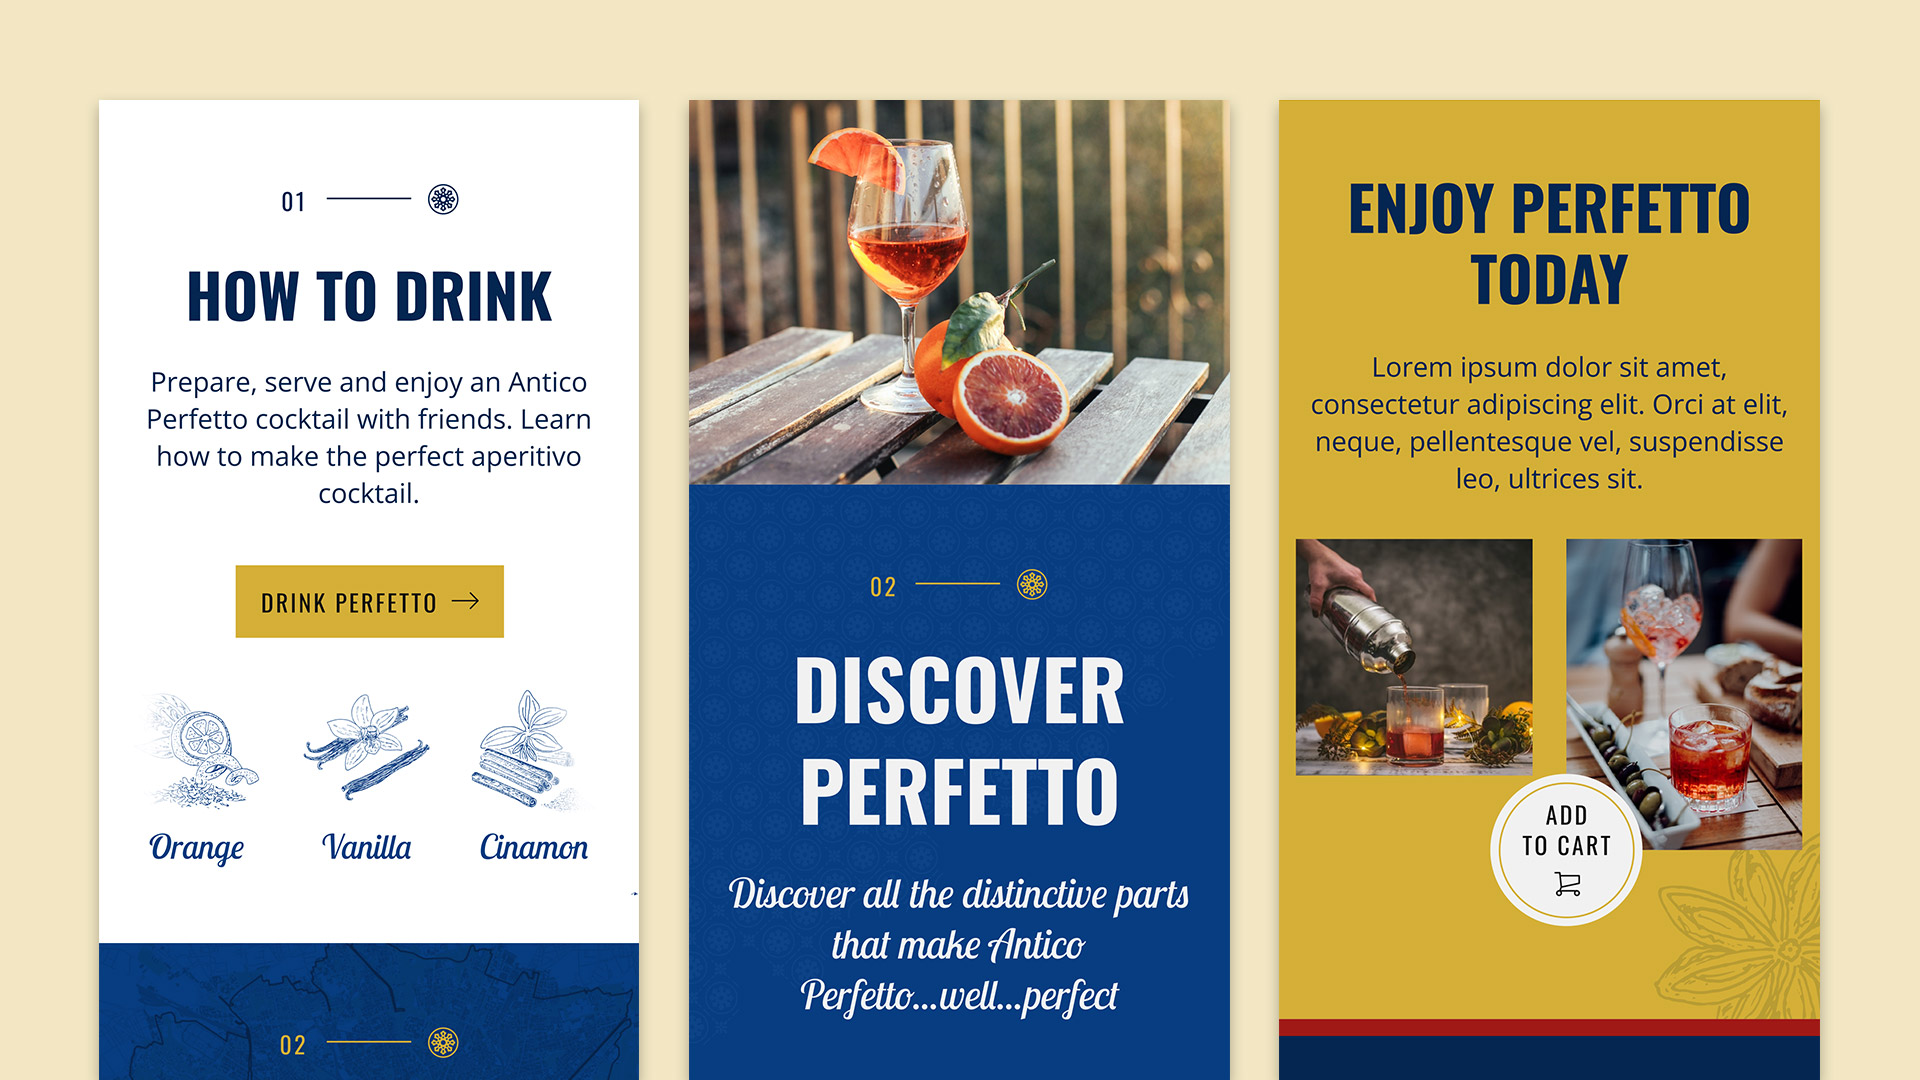 01
HOW TO DRINK
Prepare, serve and enjoy an Antico
Perfetto cocktail with friends. Learn
how to make the perfect aperitivo
cocktail.
DRINK PERFETTO
Orange
Vanilla
Cinamon
02
02
DISCOVER
PERFETTO
Discover all the distinctive parts
that make Antico
Perfetto...well...perfect
ENJOY PERFETTO
TODAY
Lorem ipsum dolor sit amet,
consectetur adipiscing elit. Orci at elit,
neque, pellentesque vel, suspendisse
leo, ultrices sit.
ADD
TO CART